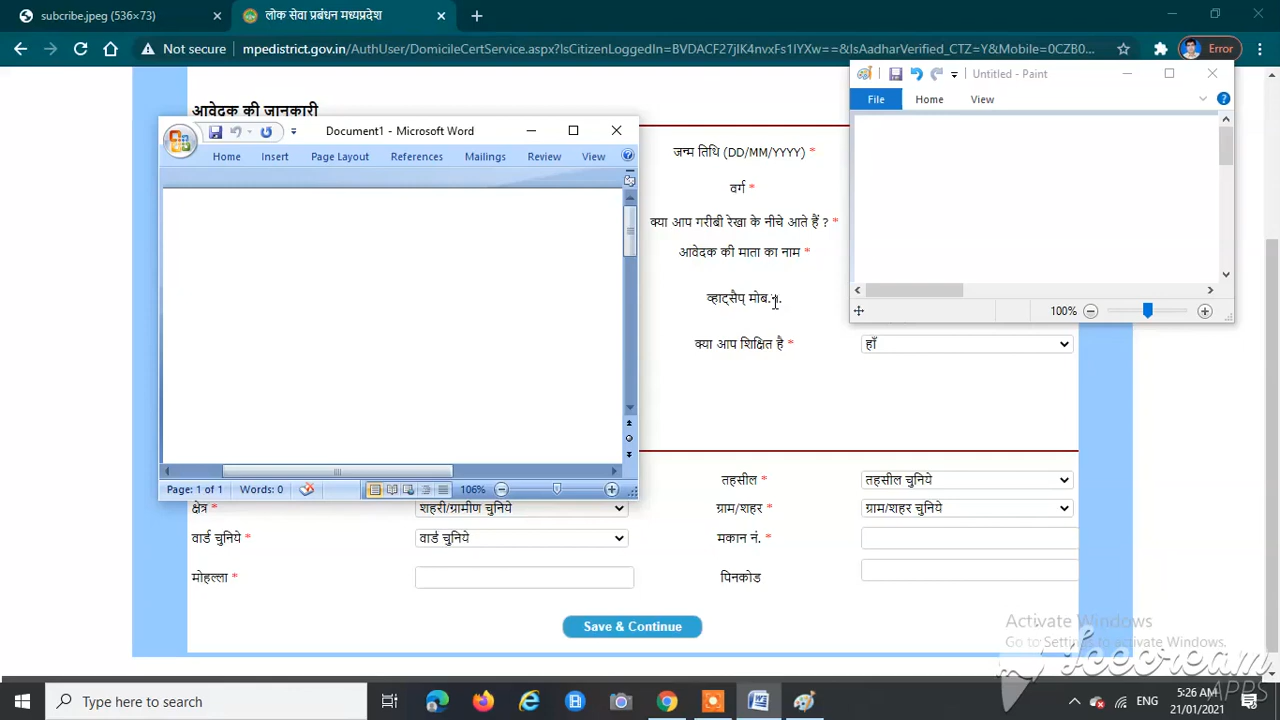 subcribe.jpeg (536×73)
लोक सेवा प्रबंधन मध्यप्रदेश
Not secure
mpedistrict.gov.in/AuthUser/DomicileCertService.aspx?IsCitizenLoggedIn=BVDACF27jIK4nvxFs1IYXw==&IsAadharVerified_CTZ=Y&Mobile=0CZB0...
Error
आवेदक की जानकारी
Untitled - Paint
File Home View
Document1 - Microsoft Word
Home Insert Page Layout References Mailings Review View
जन्म तिथि (DD/MM/YYYY) *
वर्ग *
क्या आप गरीबी रेखा के नीचे आते हैं ? *
आवेदक की माता का नाम *
व्हाट्सैप् मोब.
100%
क्या आप शिक्षित है * हाँ
Page: 1 of 1 Words: 0 106%
तहसील * तहसील चुनिये
क्षेत्र * शहरी/ग्रामीण चुनिये ग्राम/शहर * ग्राम/शहर चुनिये
वार्ड चुनिये * वार्ड चुनिये मकान नं. *
मोहल्ला * पिनकोड
Save & Continue
Activate Windows
Go to Settings to activate Windows.
Icecream
APPS
Type here to search
ENG
5:26 AM
21/01/2021